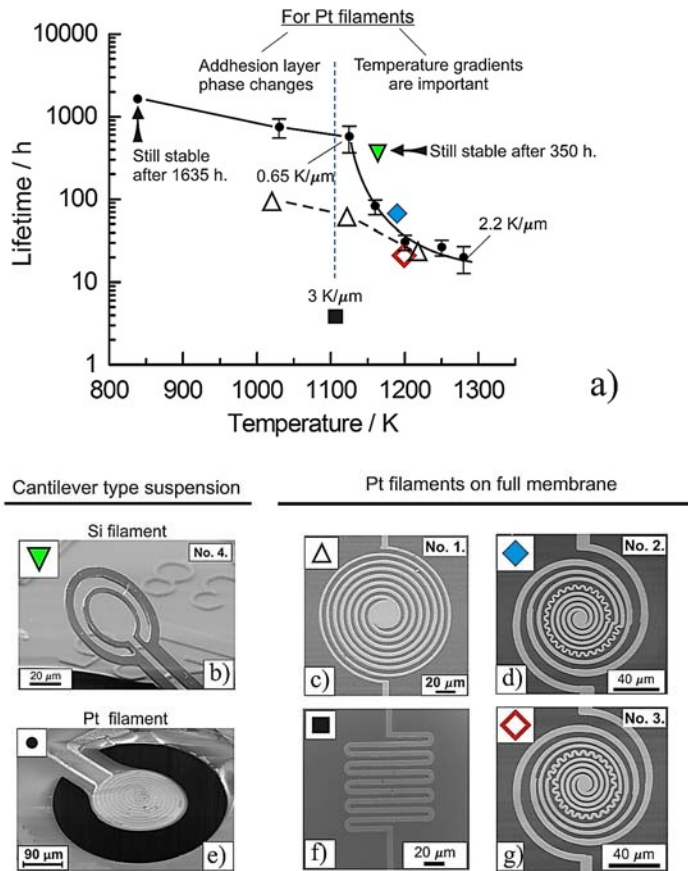 For Pt filaments
Addhesion layer
phase changes
Temperature gradients
are important
Lifetime / h
10000
1000
100
10
1
Still stable
after 1635 h.
0.65 K/μm
Still stable after 350 h.
2.2 K/μm
3 K/μm
a)
800 900 1000 1100 1200 1300
Temperature / K
Cantilever type suspension
Pt filaments on full membrane
Si filament
No. 4.
20 μm
b)
No. 1.
c)
20 μm
No. 2.
d)
40 μm
Pt filament
90 μm
e)
f)
20 μm
No. 3.
g)
40 μm